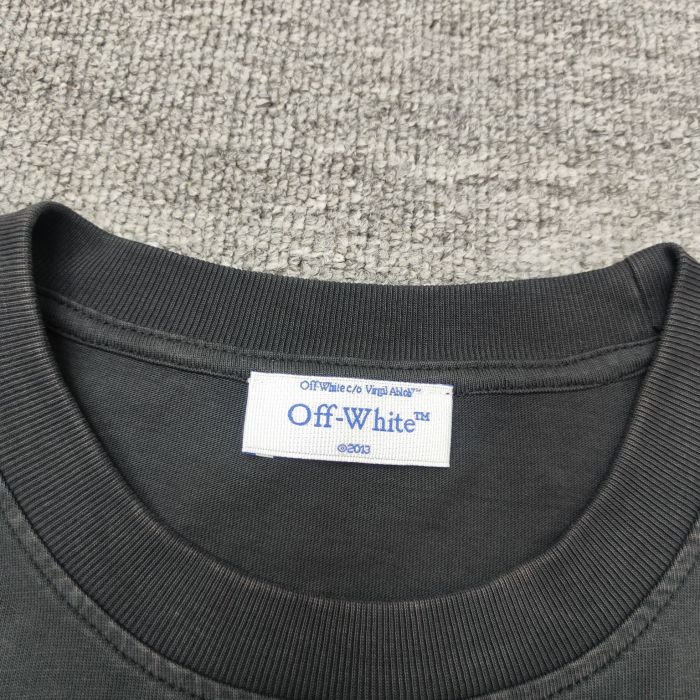 Off-White c/o Virgil Abloh™
Off-White™
©2013